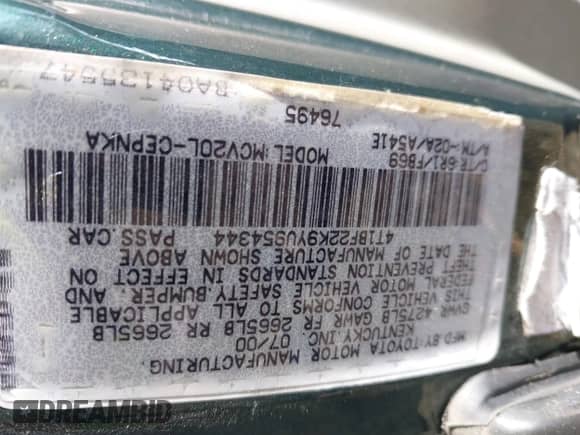 MFD.BY:TOYOTA MOTOR MANUFACTURING.
KENTUCKY INC 07/00
GVWR 4275LB GAWR FR 2665LB RR 2665LB
THIS VEHICLE CONFORMS TO ALL APPLICABLE
FEDERAL MOTOR VEHICLE SAFETY, BUMPER, AND
THEFT PREVENTION STANDARDS IN EFFECT ON
THE DATE OF MANUFACTURE SHOWN ABOVE
4T1BF22K9YU954344 PASS.CAR
C/TR:6R1/FB69 MODEL:MCV20L-CEPNKA
A/TM:-02A/A541E
76495
BA04135547
DREAMBID